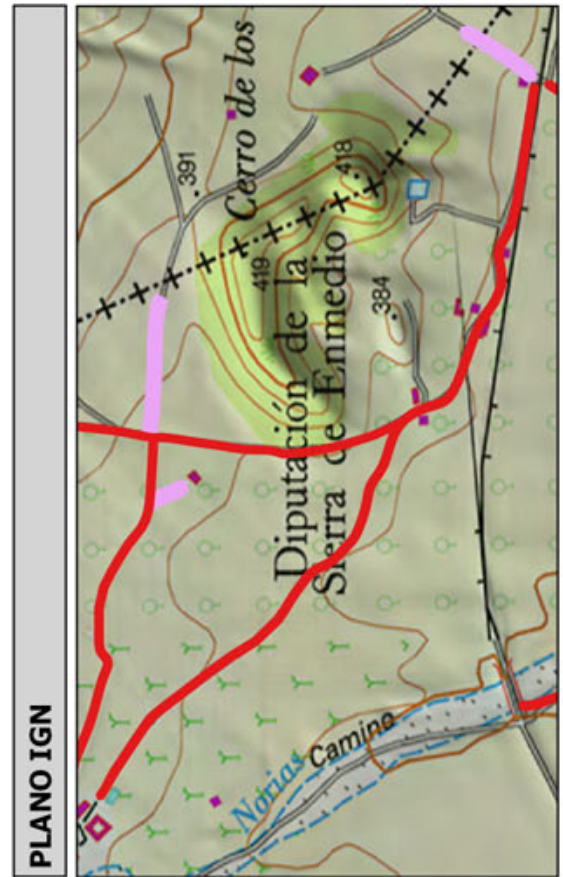 PLANO IGN
Cerro de los
391
418
419
384
Diputación de la
Sierra de Enmedio
Norias
Camino